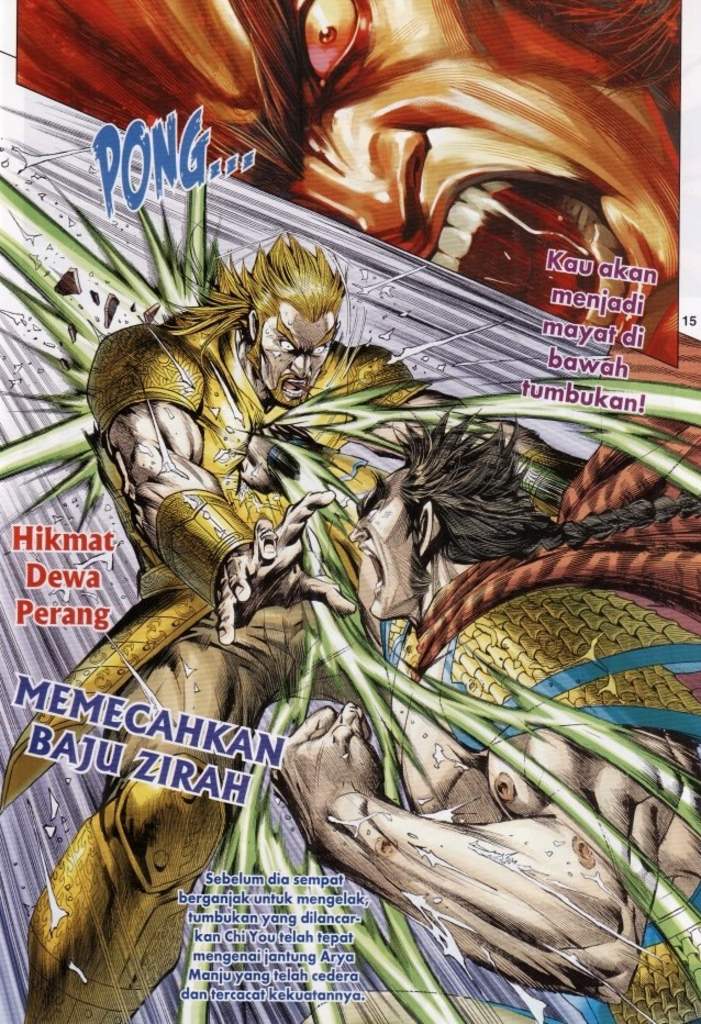 PONG...
Kau akan
menjadi
mayat di
bawah
tumbukan!
15
Hikmat
Dewa
Perang
MEMECAHKAN
BAJU ZIRAH
Sebelum dia sempat
berganjak untuk mengelak,
tumbukan yang dilancar-
kan Chi You telah tepat
mengenai jantung Arya
Manju yang telah cedera
dan tercacat kekuatannya.